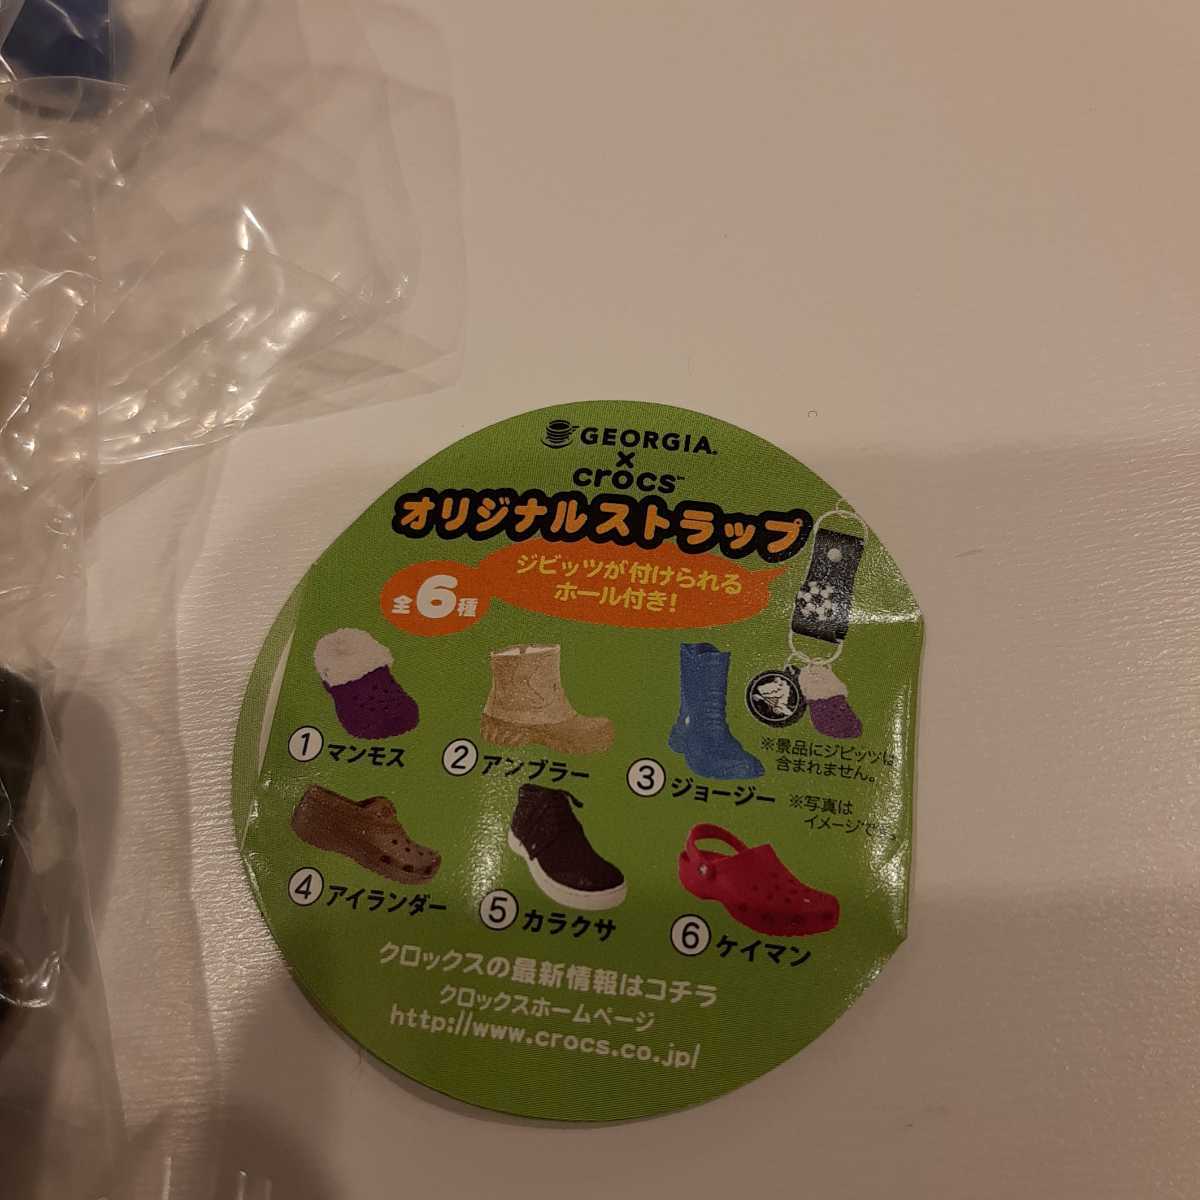 GEORGIA.
×
crocs™
オリジナルストラップ
ジビッツが付けられる
ホール付き!
全6種
① マンモス
② アンブラー
③ ジョージー
※景品にジビッツは
含まれません。
※写真は
イメージで
④ アイランダー
⑤ カラクサ
⑥ ケイマン
クロックスの最新情報はコチラ
クロックスホームページ
http://www.crocs.co.jp/